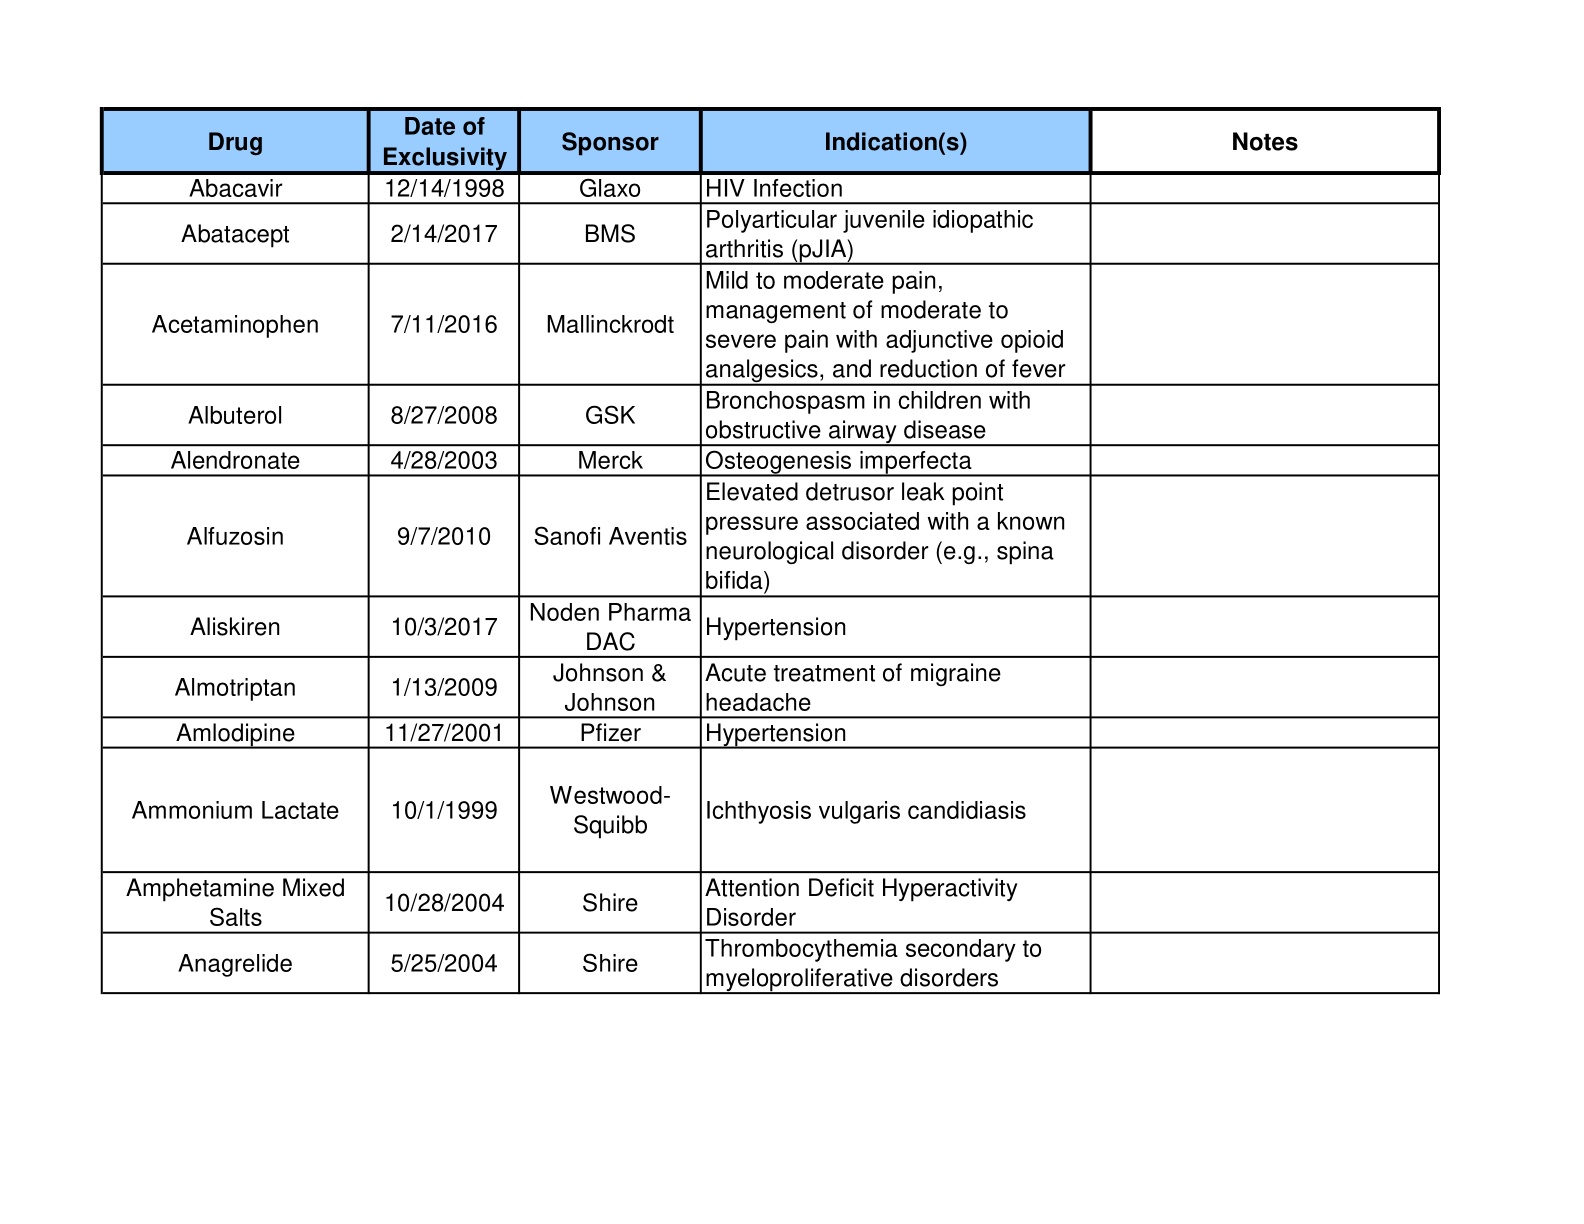 Drug
Date of
Exclusivity
Sponsor
Indication(s)
Notes
Abacavir
12/14/1998
Glaxo
HIV Infection
Abatacept
2/14/2017
BMS
Polyarticular juvenile idiopathic
arthritis (pJIA)
Acetaminophen
7/11/2016
Mallinckrodt
Mild to moderate pain,
management of moderate to
severe pain with adjunctive opioid
analgesics, and reduction of fever
Albuterol
8/27/2008
GSK
Bronchospasm in children with
obstructive airway disease
Alendronate
4/28/2003
Merck
Osteogenesis imperfecta
Alfuzosin
9/7/2010
Sanofi Aventis
Elevated detrusor leak point
pressure associated with a known
neurological disorder (e.g., spina
bifida)
Aliskiren
10/3/2017
Noden Pharma
DAC
Hypertension
Almotriptan
1/13/2009
Johnson &
Johnson
Acute treatment of migraine
headache
Amlodipine
11/27/2001
Pfizer
Hypertension
Ammonium Lactate
10/1/1999
Westwood-
Squibb
Ichthyosis vulgaris candidiasis
Amphetamine Mixed
Salts
10/28/2004
Shire
Attention Deficit Hyperactivity
Disorder
Anagrelide
5/25/2004
Shire
Thrombocythemia secondary to
myeloproliferative disorders